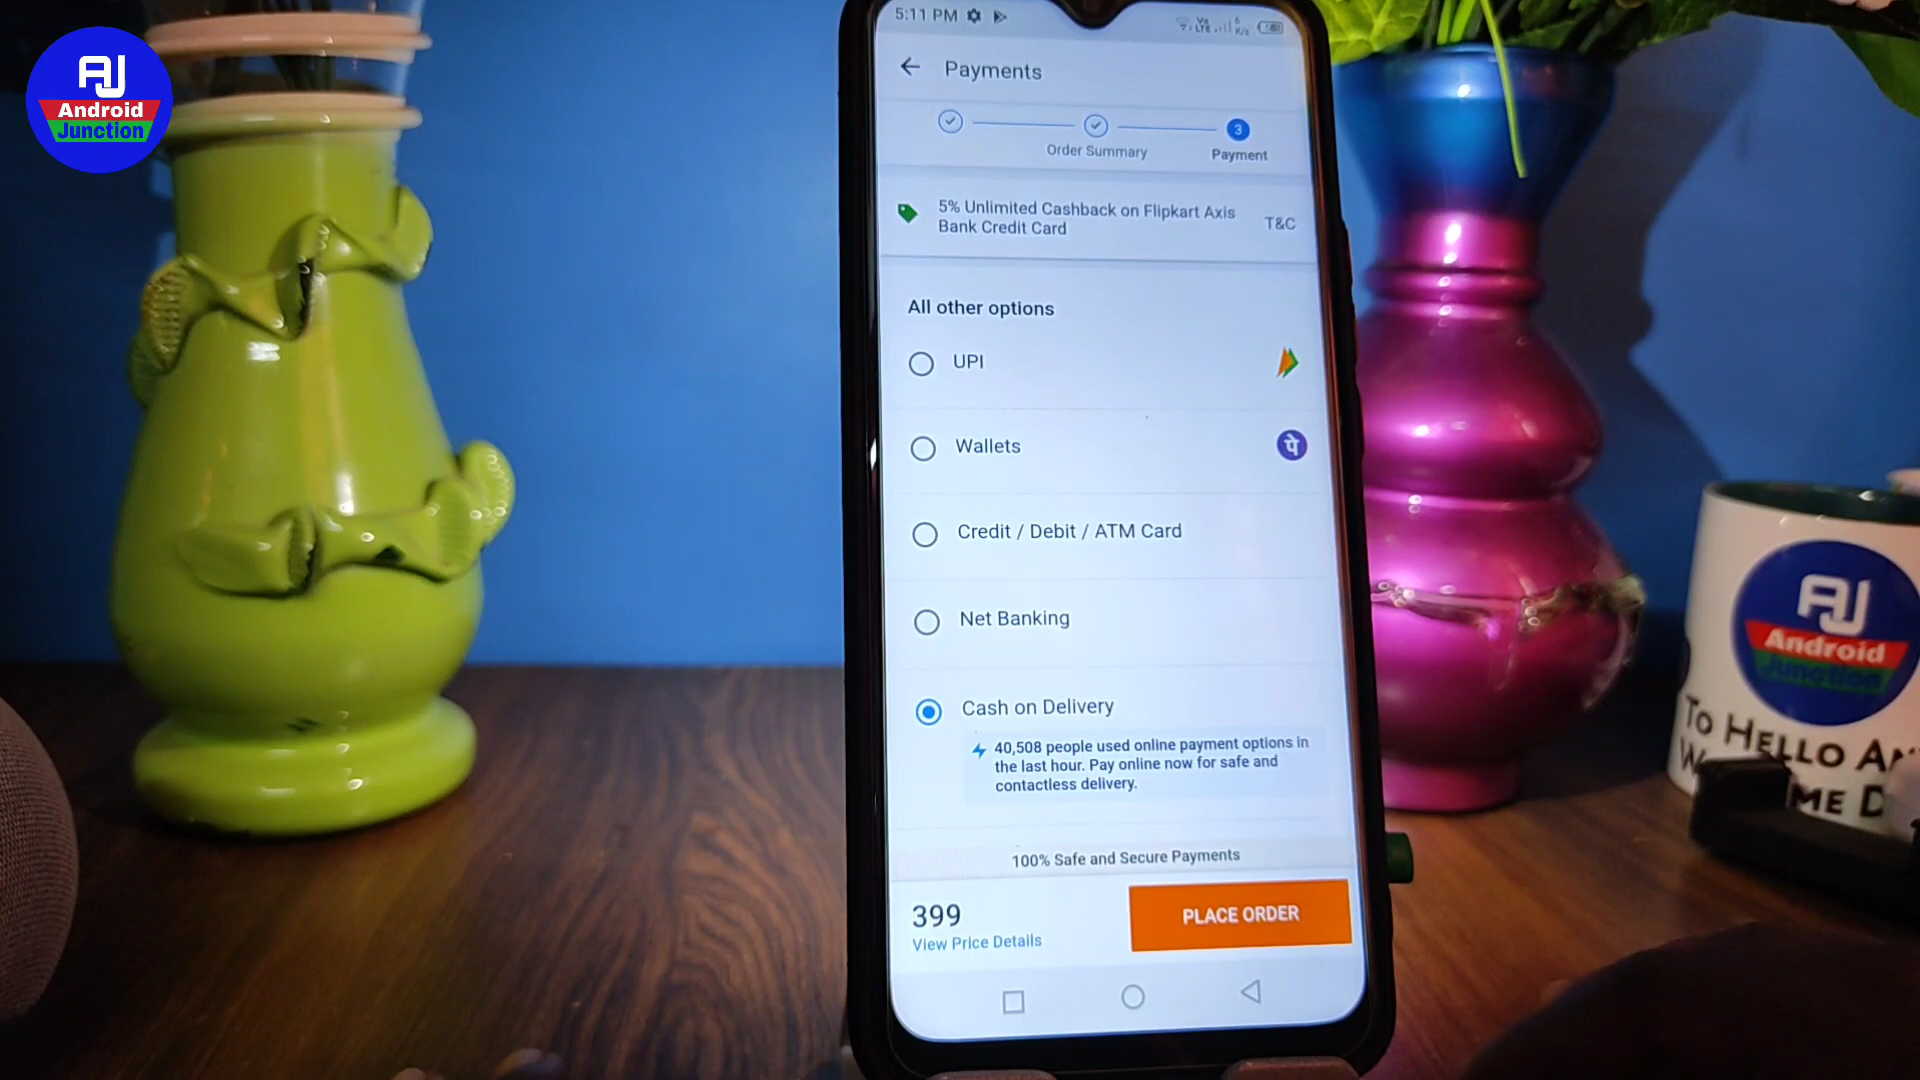 AJ
Android
Junction
5:11 PM
Payments
3
Order Summary
Payment
5% Unlimited Cashback on Flipkart Axis
Bank Credit Card
T&C
All other options
UPI
Wallets
पे
Credit / Debit / ATM Card
Net Banking
Cash on Delivery
40,508 people used online payment options in
the last hour. Pay online now for safe and
contactless delivery.
100% Safe and Secure Payments
399
View Price Details
PLACE ORDER
AJ
Android
Junction
To Hello